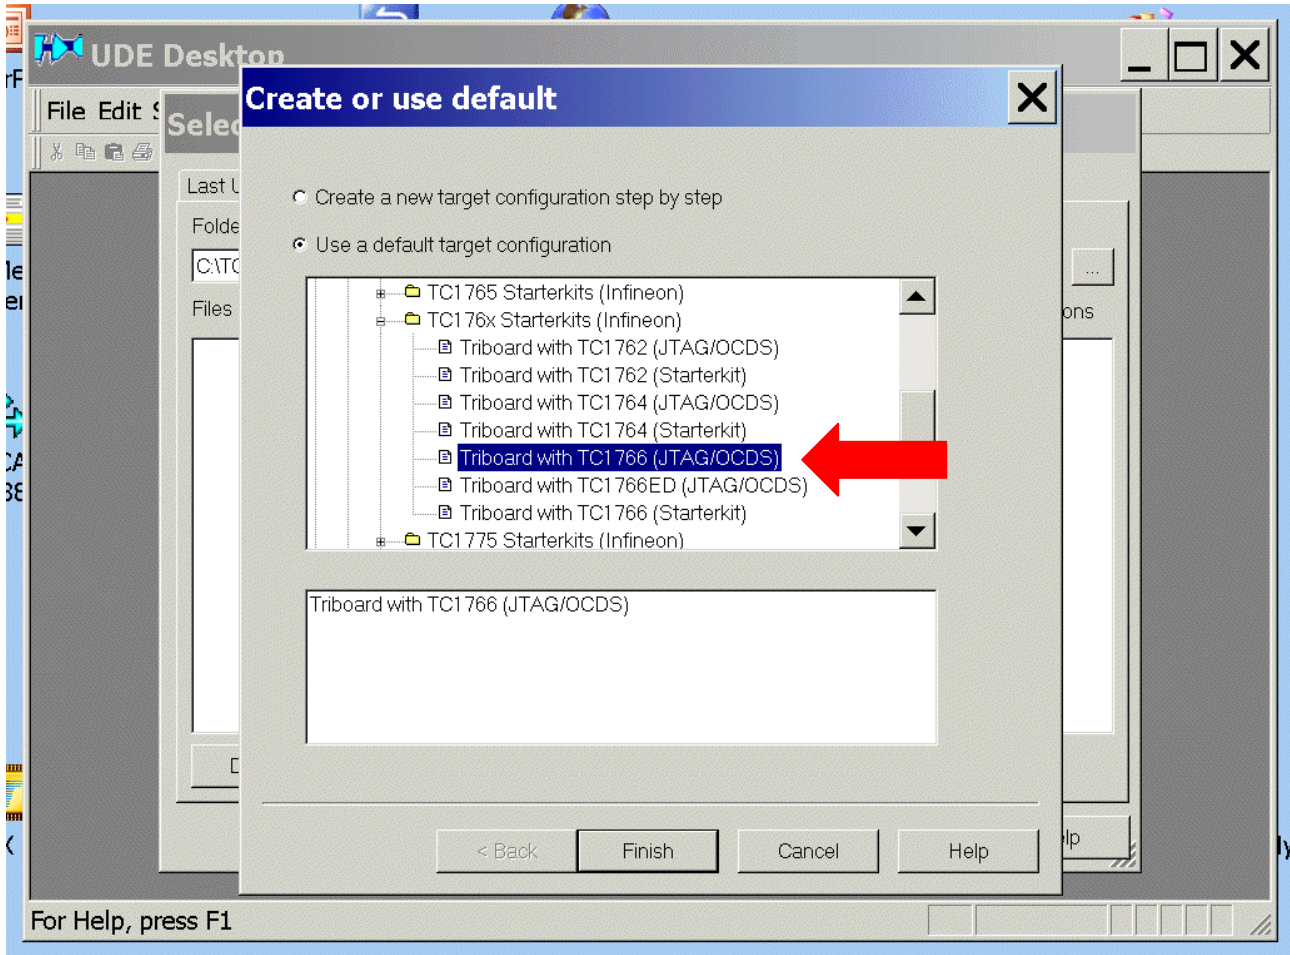 UDE Desktop
Create or use default
File Edit
Create a new target configuration step by step
Last
Use a default target configuration
C:\TC
...
TC1765 Starterkits (Infineon)
Files
TC176x Starterkits (Infineon)
Triboard with TC1762 (JTAG/OCDS)
Triboard with TC1762 (Starterkit)
Triboard with TC1764 (JTAG/OCDS)
Triboard with TC1764 (Starterkit)
Triboard with TC1766 (JTAG/OCDS)
Triboard with TC1766ED (JTAG/OCDS)
Triboard with TC1766 (Starterkit)
TC1775 Starterkits (Infineon)
Triboard with TC1766 (JTAG/OCDS)
< Back
Finish
Cancel
Help
For Help, press F1